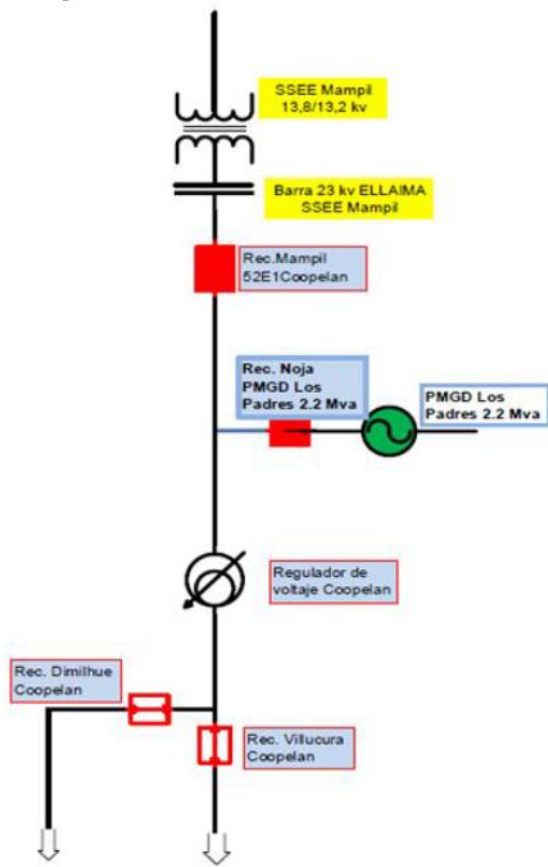 SSEE Mampil
13,8/13,2 kv
Barra 23 kv ELLAIMA
SSEE Mampil
Rec.Mampil
52E1Coopelan
Rec. Noja
PMGD Los
Padres 2.2 Mva
PMGD Los
Padres 2.2 Mva
Regulador de
voltaje Coopelan
Rec. Dimilhue
Coopelan
Rec. Villucura
Coopelan